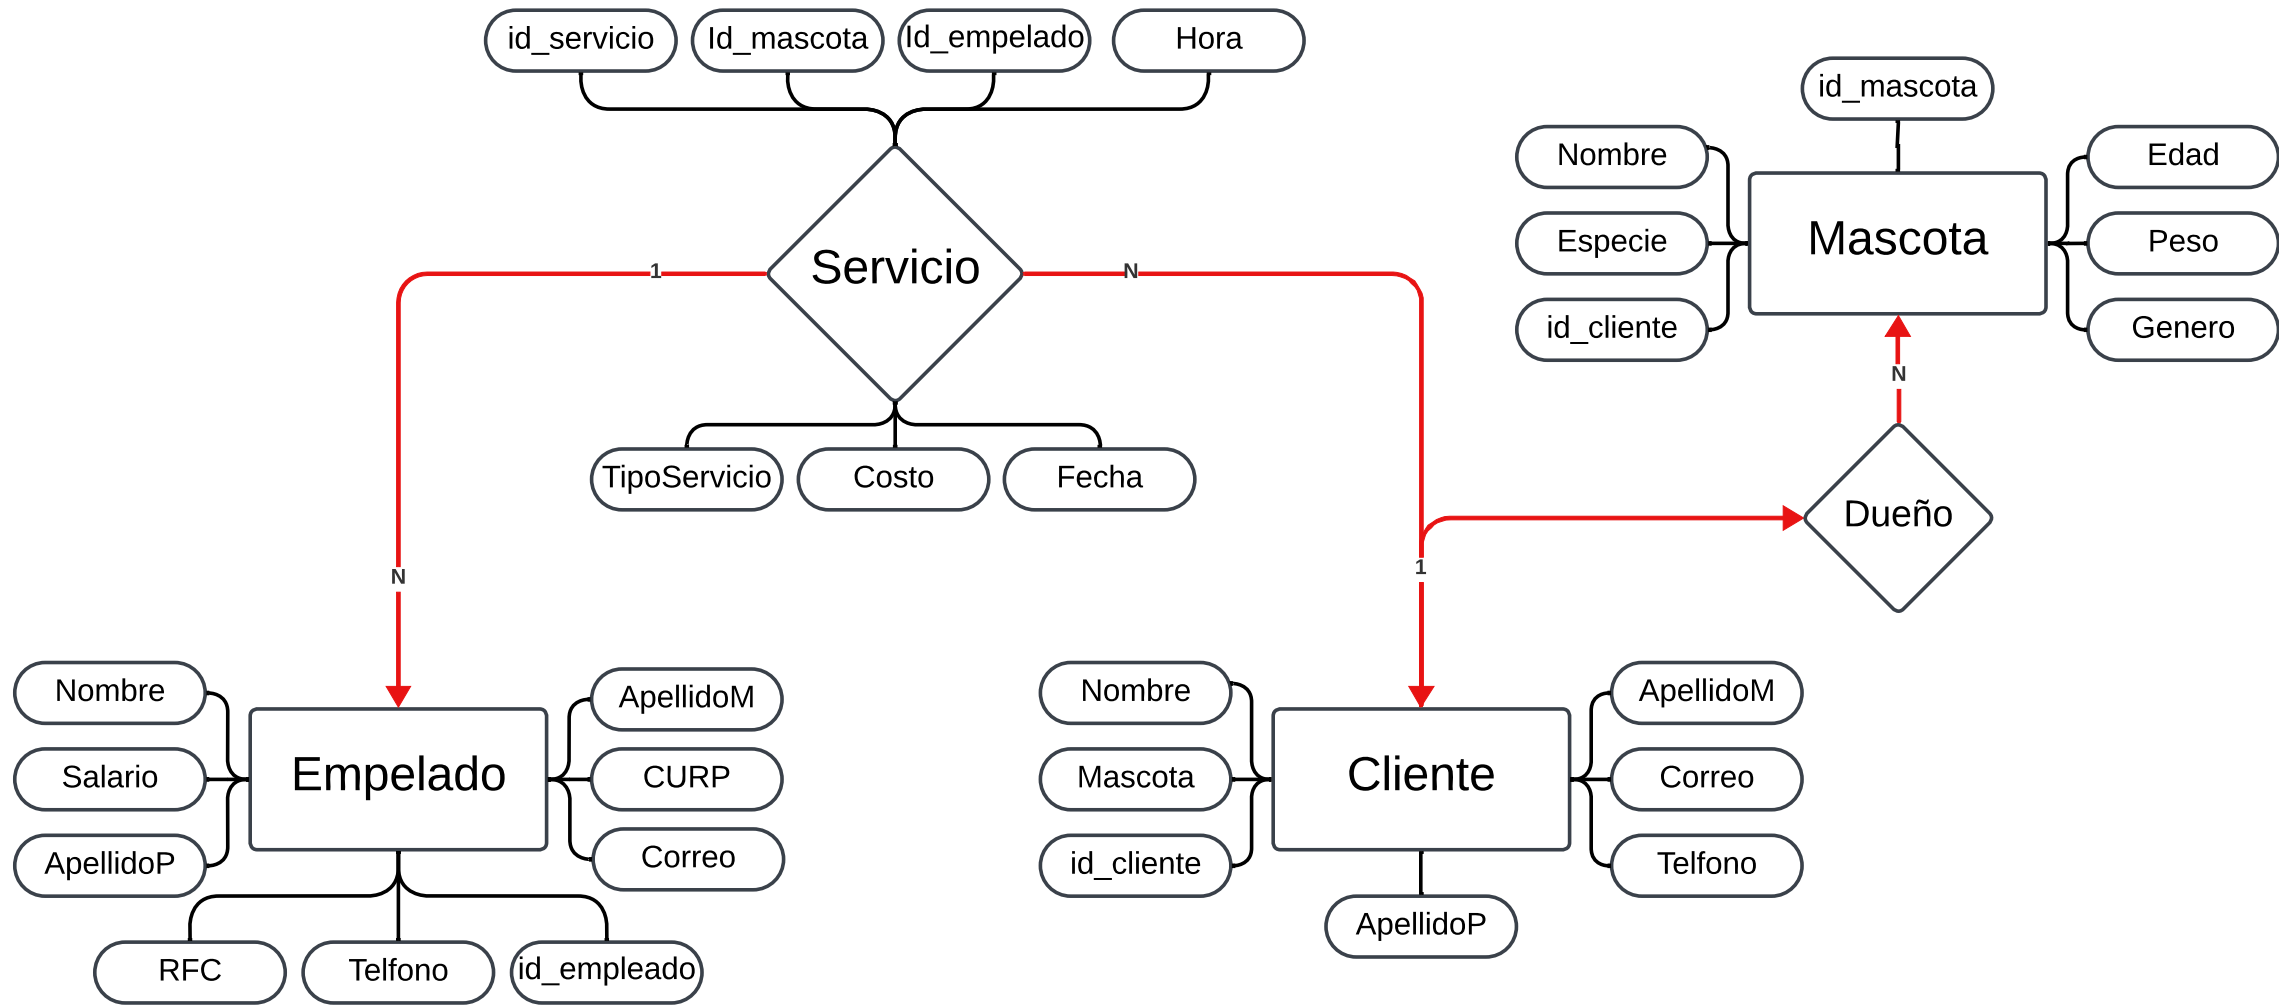 id_servicio
Id_mascota
Id_empelado
Hora
Servicio
1
N
TipoServicio
Costo
Fecha
id_mascota
Nombre
Especie
id_cliente
Mascota
Edad
Peso
Genero
N
Dueño
N
1
Nombre
Salario
ApellidoP
Empelado
ApellidoM
CURP
Correo
RFC
Telfono
id_empleado
Nombre
Mascota
id_cliente
Cliente
ApellidoM
Correo
Telfono
ApellidoP